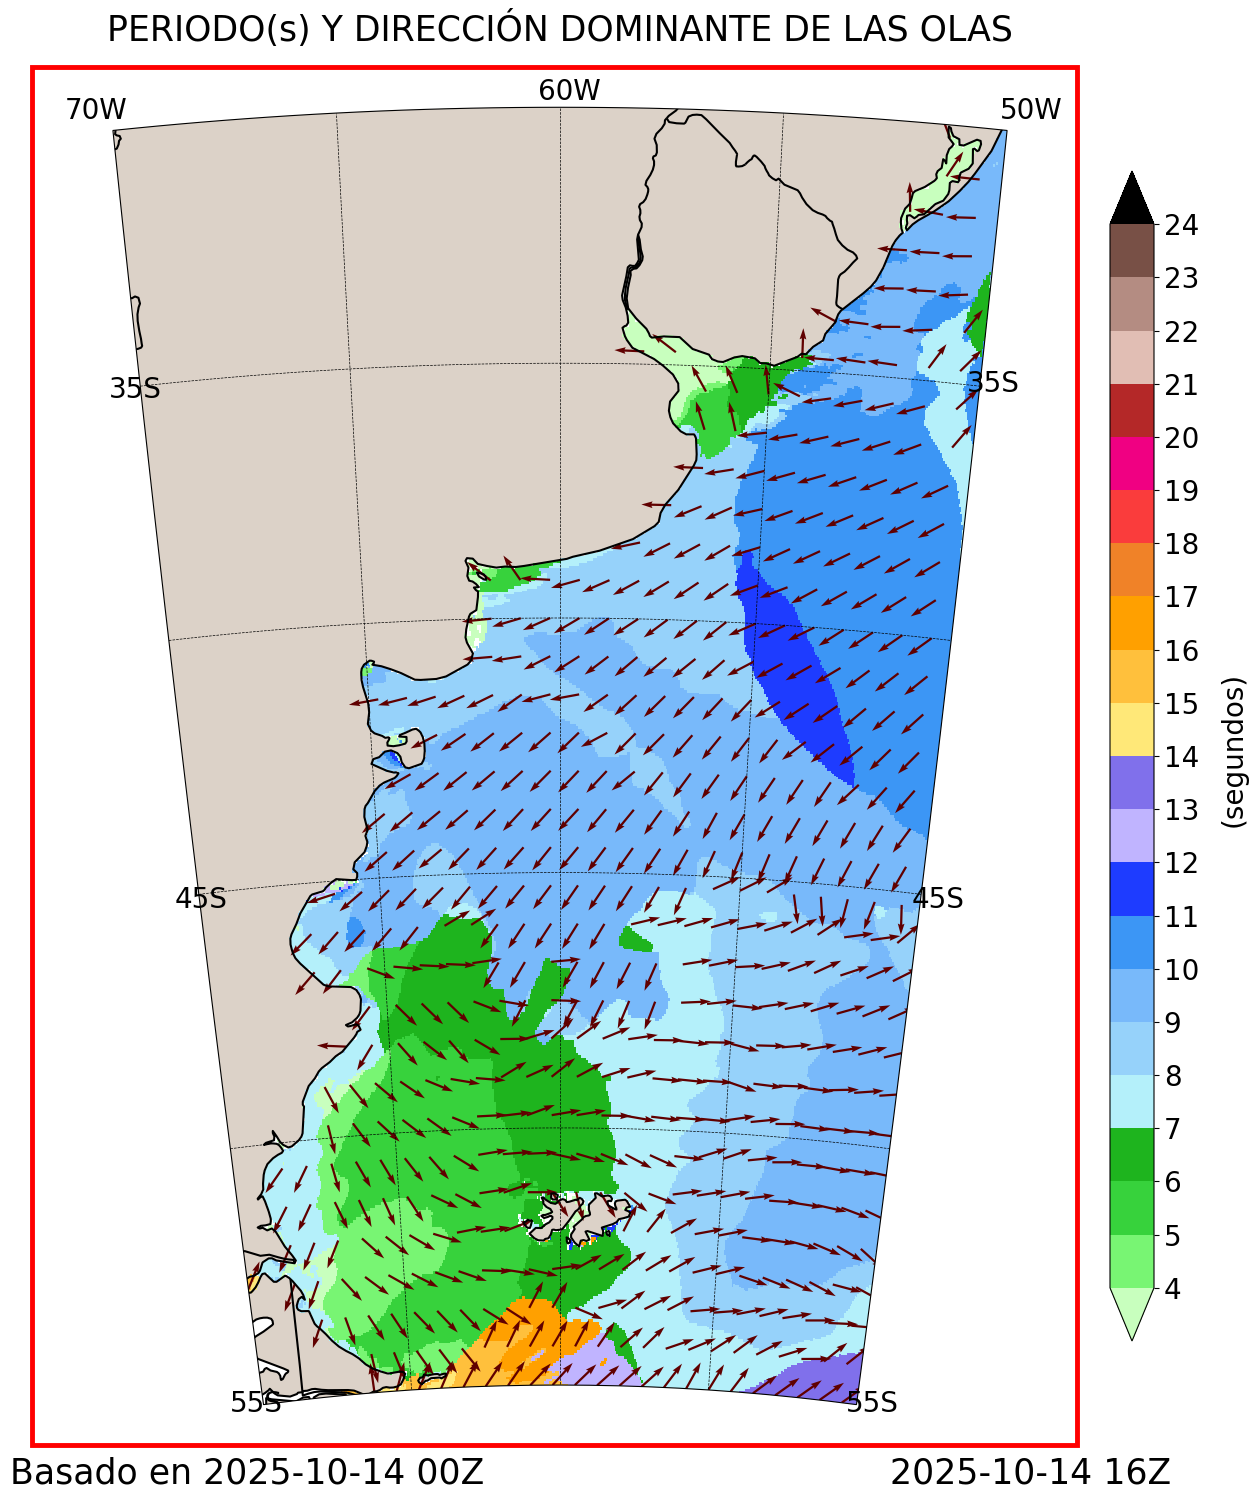 PERIODO(s) Y DIRECCIÓN DOMINANTE DE LAS OLAS
70W
60W
50W
35S
35S
45S
45S
55S
55S
24
23
22
21
20
19
18
17
16
15
14
13
12
11
10
9
8
7
6
5
4
(segundos)
Basado en 2025-10-14 00Z
2025-10-14 16Z